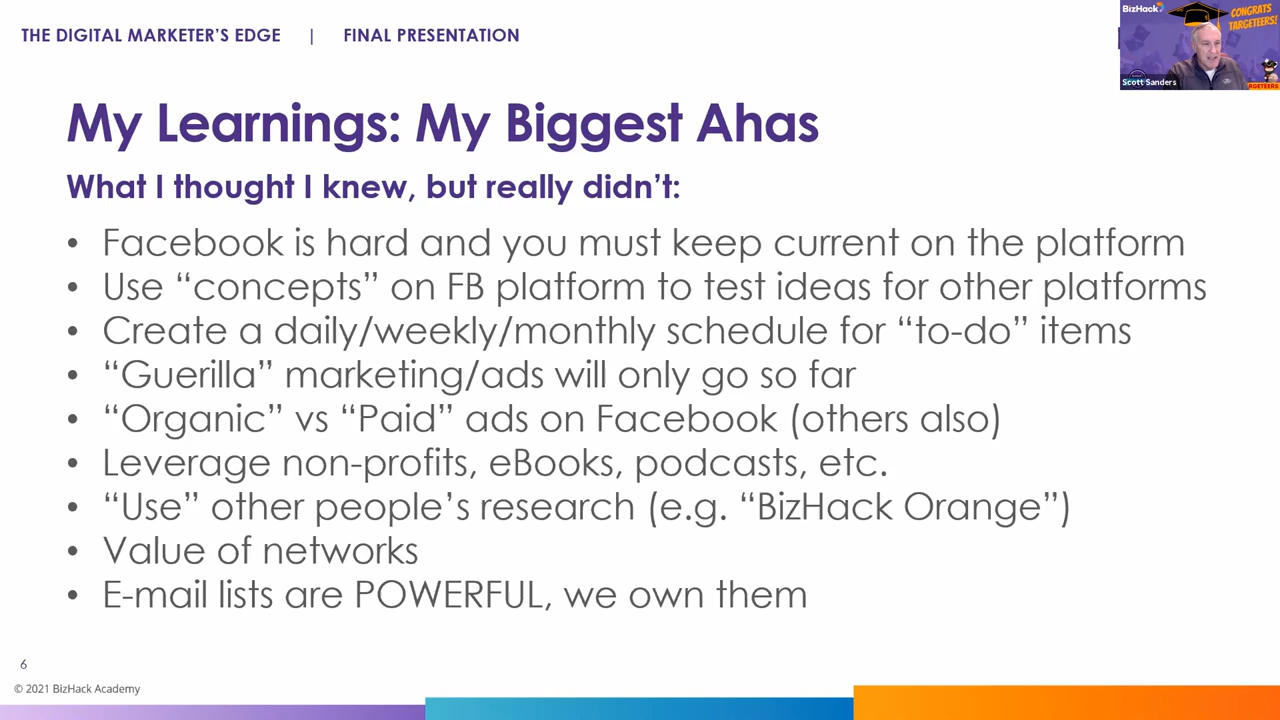 THE DIGITAL MARKETER'S EDGE | FINAL PRESENTATION
BizHack
CONGRATS
TARGETEERS!
Scott Sanders
RGETEERS
My Learnings: My Biggest Ahas
What I thought I knew, but really didn't:
• Facebook is hard and you must keep current on the platform
• Use “concepts” on FB platform to test ideas for other platforms
• Create a daily/weekly/monthly schedule for “to-do” items
• “Guerilla” marketing/ads will only go so far
• “Organic” vs “Paid” ads on Facebook (others also)
• Leverage non-profits, eBooks, podcasts, etc.
• “Use” other people's research (e.g. “BizHack Orange”)
• Value of networks
• E-mail lists are POWERFUL, we own them
6
© 2021 BizHack Academy